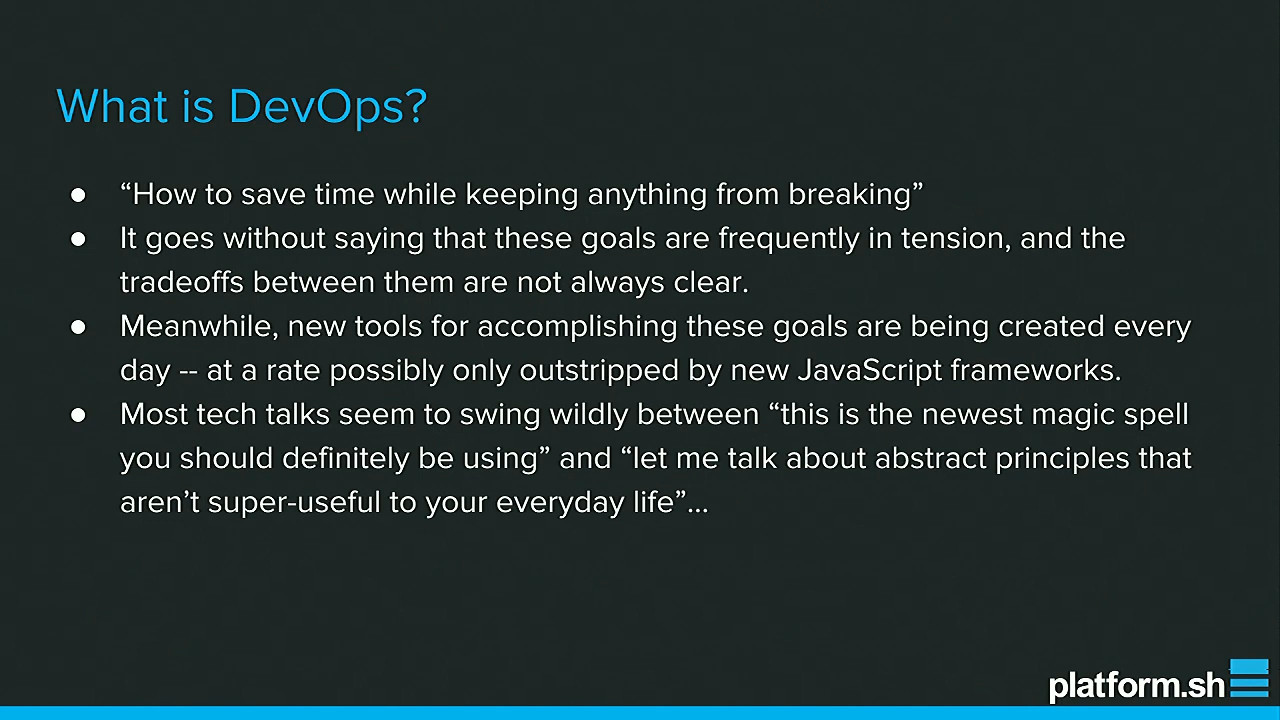 What is DevOps?
● “How to save time while keeping anything from breaking”
● It goes without saying that these goals are frequently in tension, and the
tradeoffs between them are not always clear.
● Meanwhile, new tools for accomplishing these goals are being created every
day -- at a rate possibly only outstripped by new JavaScript frameworks.
● Most tech talks seem to swing wildly between “this is the newest magic spell
you should definitely be using” and “let me talk about abstract principles that
aren’t super-useful to your everyday life”...
platform.sh